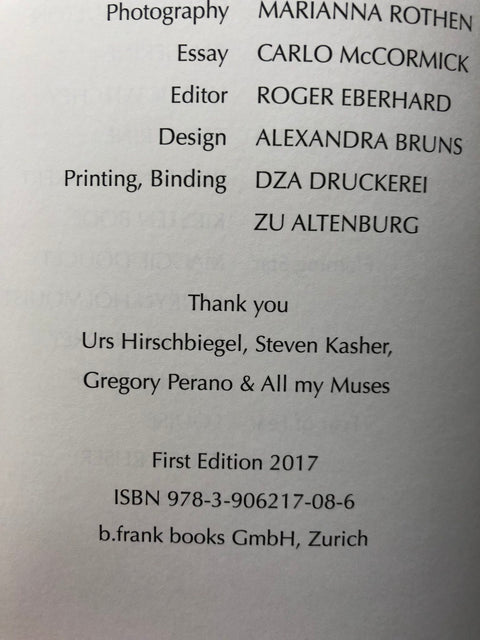 Photography MARIANNA ROTHEN
Essay CARLO McCORMICK
Editor ROGER EBERHARD
Design ALEXANDRA BRUNS
Printing, Binding DZA DRUCKEREI
ZU ALTENBURG
Thank you
Urs Hirschbiegel, Steven Kasher,
Gregory Perano & All my Muses
First Edition 2017
ISBN 978-3-906217-08-6
b.frank books GmbH, Zurich